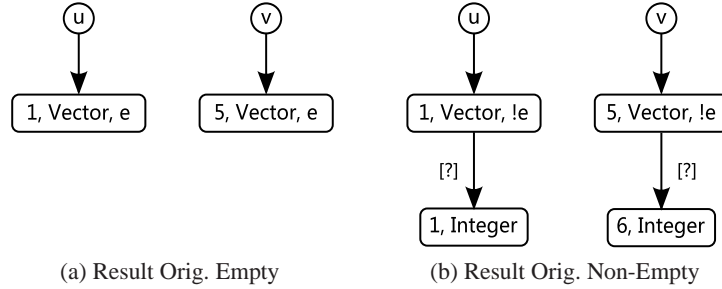 u
v
u
v
1, Vector, e
5, Vector, e
1, Vector, !e
5, Vector, !e
[?]
[?]
1, Integer
6, Integer
(a) Result Orig. Empty
(b) Result Orig. Non-Empty